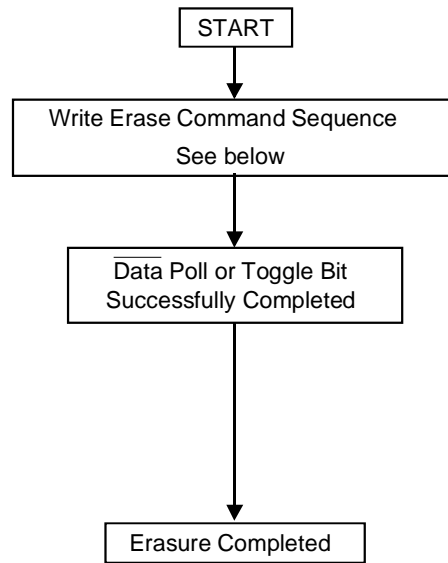 START
Write Erase Command Sequence
See below
Data Poll or Toggle Bit
Successfully Completed
Erasure Completed